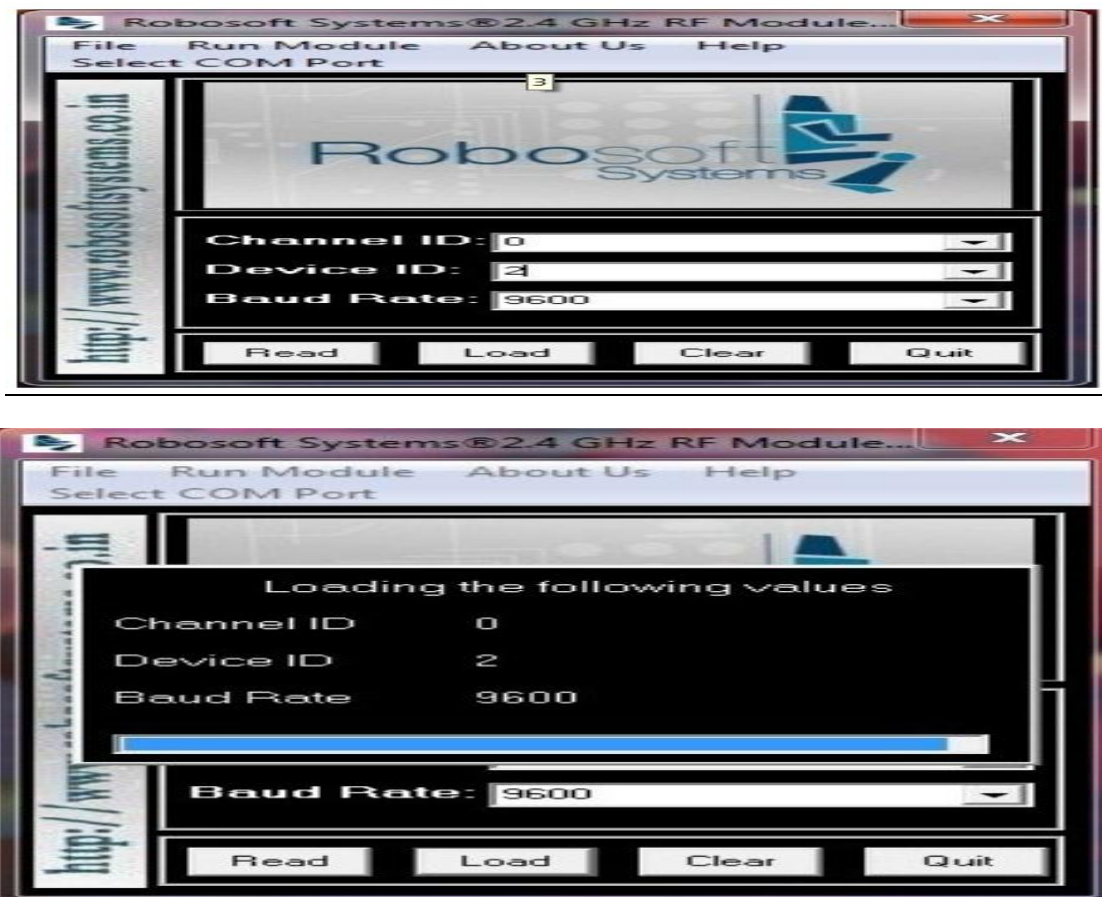 Robosoft Systems®2.4 GHz RF Module...
File Run Module About Us Help
Select COM Port
3
http://www.robosoftsystems.co.in
Robosoft
Systems
Channel ID: 0
Device ID: 2
Baud Rate: 9600
Read Load Clear Quit
Robosoft Systems®2.4 GHz RF Module...
File Run Module About Us Help
Select COM Port
Loading the following values
Channel ID 0
Device ID 2
Baud Rate 9600
Baud Rate: 9600
Read Load Clear Quit